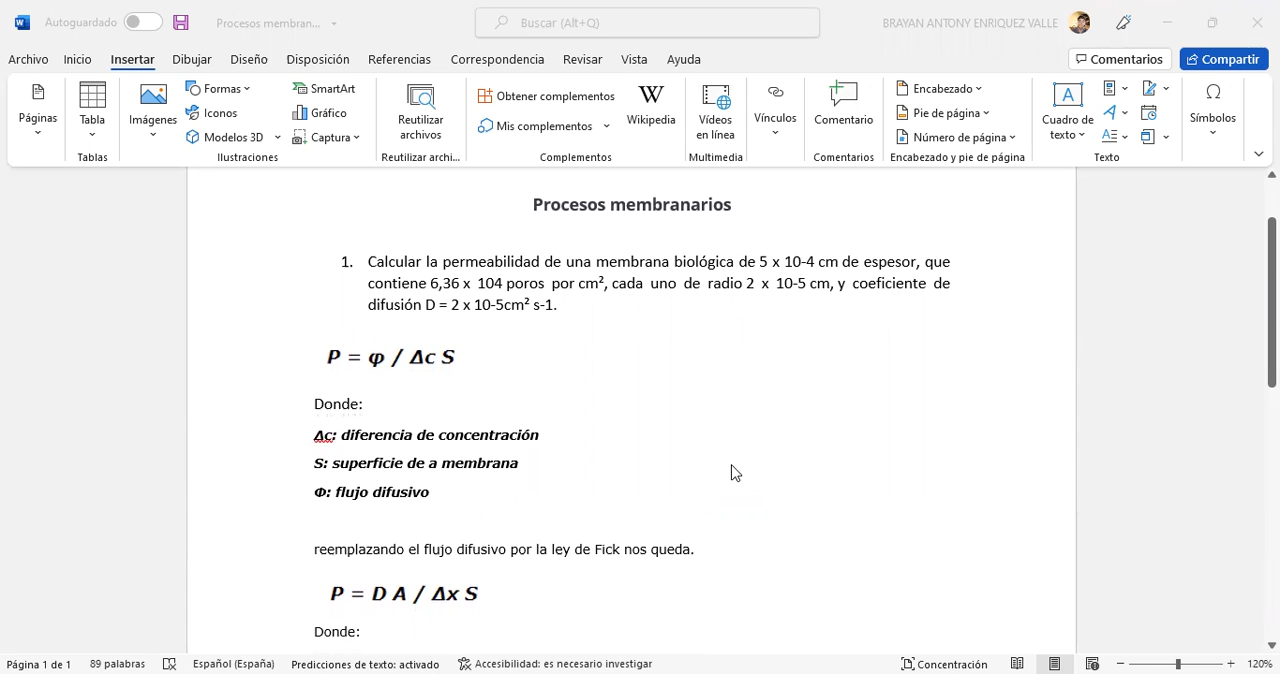 Autoguardado
Procesos membran...
Buscar (Alt+Q)
BRAYAN ANTONY ENRIQUEZ VALLE
Archivo Inicio Insertar Dibujar Diseño Disposición Referencias Correspondencia Revisar Vista Ayuda
Comentarios Compartir
Páginas
Tabla
Imágenes
Formas
Iconos
Modelos 3D
SmartArt
Gráfico
Captura
Reutilizar
archivos
Obtener complementos
Mis complementos
Wikipedia
Vídeos
en línea
Vínculos
Comentario
Encabezado
Pie de página
Número de página
Cuadro de
texto
Símbolos
Tablas Ilustraciones Reutilizar archi... Complementos Multimedia Comentarios Encabezado y pie de página Texto
Procesos membranarios
1. Calcular la permeabilidad de una membrana biológica de 5 x 10-4 cm de espesor, que
contiene 6,36 x 104 poros por cm², cada uno de radio 2 x 10-5 cm, y coeficiente de
difusión D = 2 x 10-5cm² s-1.
P = φ / Δc S
Donde:
Δc: diferencia de concentración
S: superficie de a membrana
Φ: flujo difusivo
reemplazando el flujo difusivo por la ley de Fick nos queda.
P = D A / Δx S
Donde:
Página 1 de 1 89 palabras Español (España) Predicciones de texto: activado Accesibilidad: es necesario investigar Concentración 120%